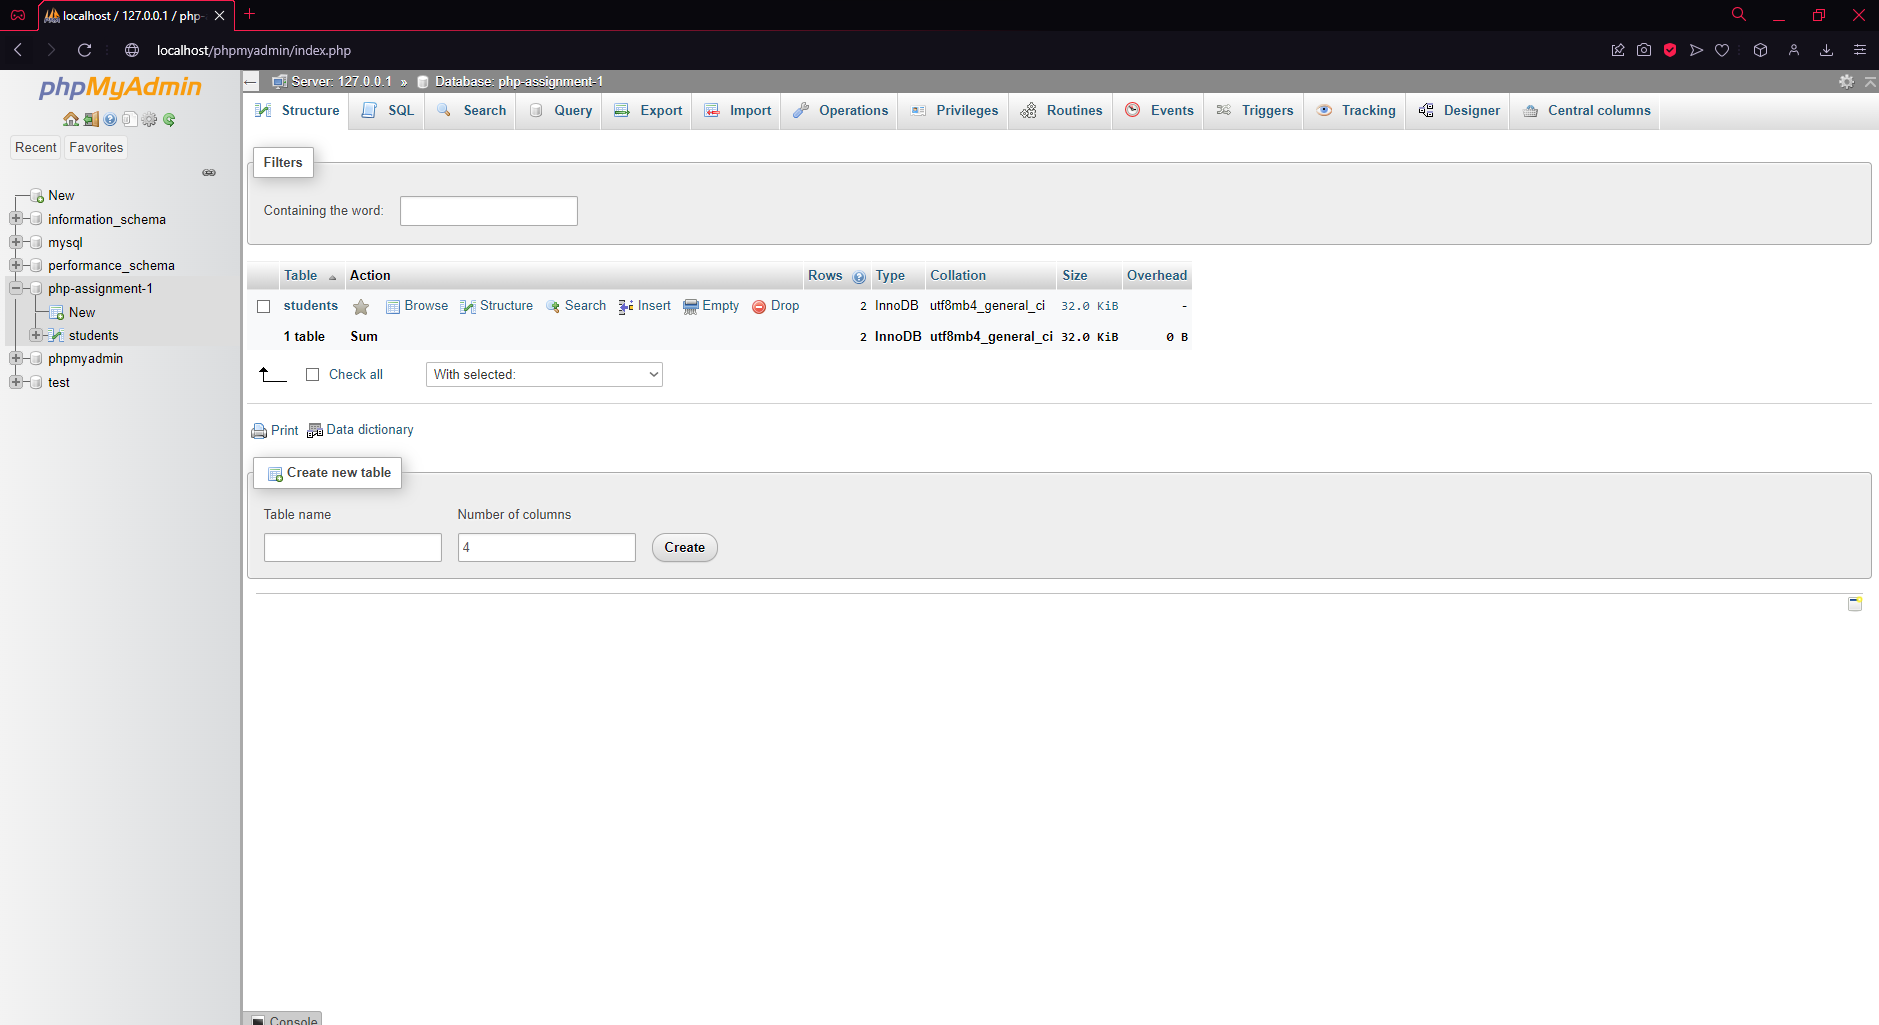 localhost / 127.0.0.1 / php-
localhost/phpmyadmin/index.php
phpMyAdmin
Recent Favorites
New
information_schema
mysql
performance_schema
php-assignment-1
New
students
phpmyadmin
test
Server: 127.0.0.1 » Database: php-assignment-1
Structure SQL Search Query Export Import Operations Privileges Routines Events Triggers Tracking Designer Central columns
Filters
Containing the word:
Table Action Rows Type Collation Size Overhead
students Browse Structure Search Insert Empty Drop 2 InnoDB utf8mb4_general_ci 32.0 KiB -
1 table Sum 2 InnoDB utf8mb4_general_ci 32.0 KiB 0 B
Check all With selected:
Print Data dictionary
Create new table
Table name Number of columns
4 Create
Console